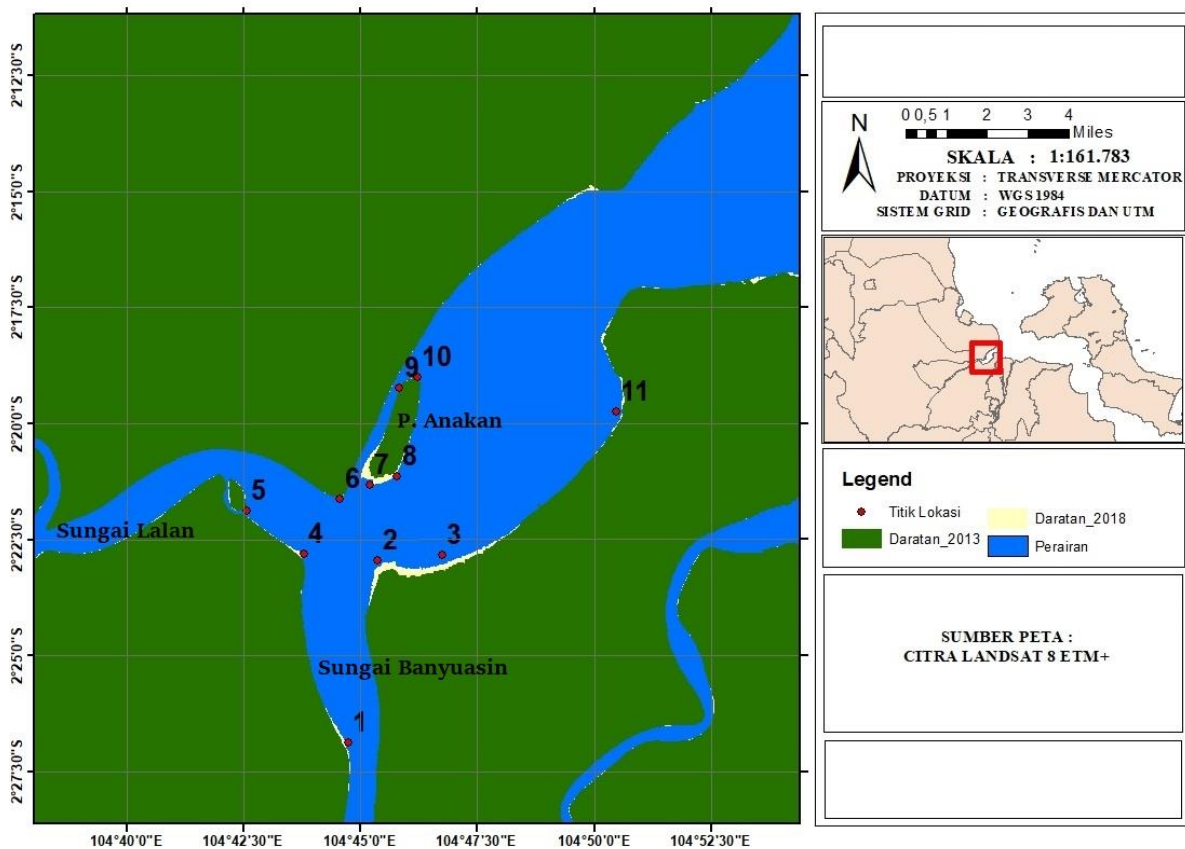 2°12'30"S
2°15'0"S
2°17'30"S
2°20'0"S
2°22'30"S
2°25'0"S
2°27'30"S
104°40'0"E
104°42'30"E
104°45'0"E
104°47'30"E
104°50'0"E
104°52'30"E
10
9
11
P. Anakan
8
7
6
5
Sungai Lalan
4
2
3
Sungai Banyuasin
1
N
0 0,5 1 2 3 4
Miles
SKALA : 1:161.783
PROYEKSI : TRANSVERSE MERCATOR
DATUM : WGS 1984
SISTEM GRID : GEOGRAFIS DAN UTM
Legend
Titik Lokasi
Daratan_2013
Daratan_2018
Perairan
SUMBER PETA :
CITRA LANDSAT 8 ETM+